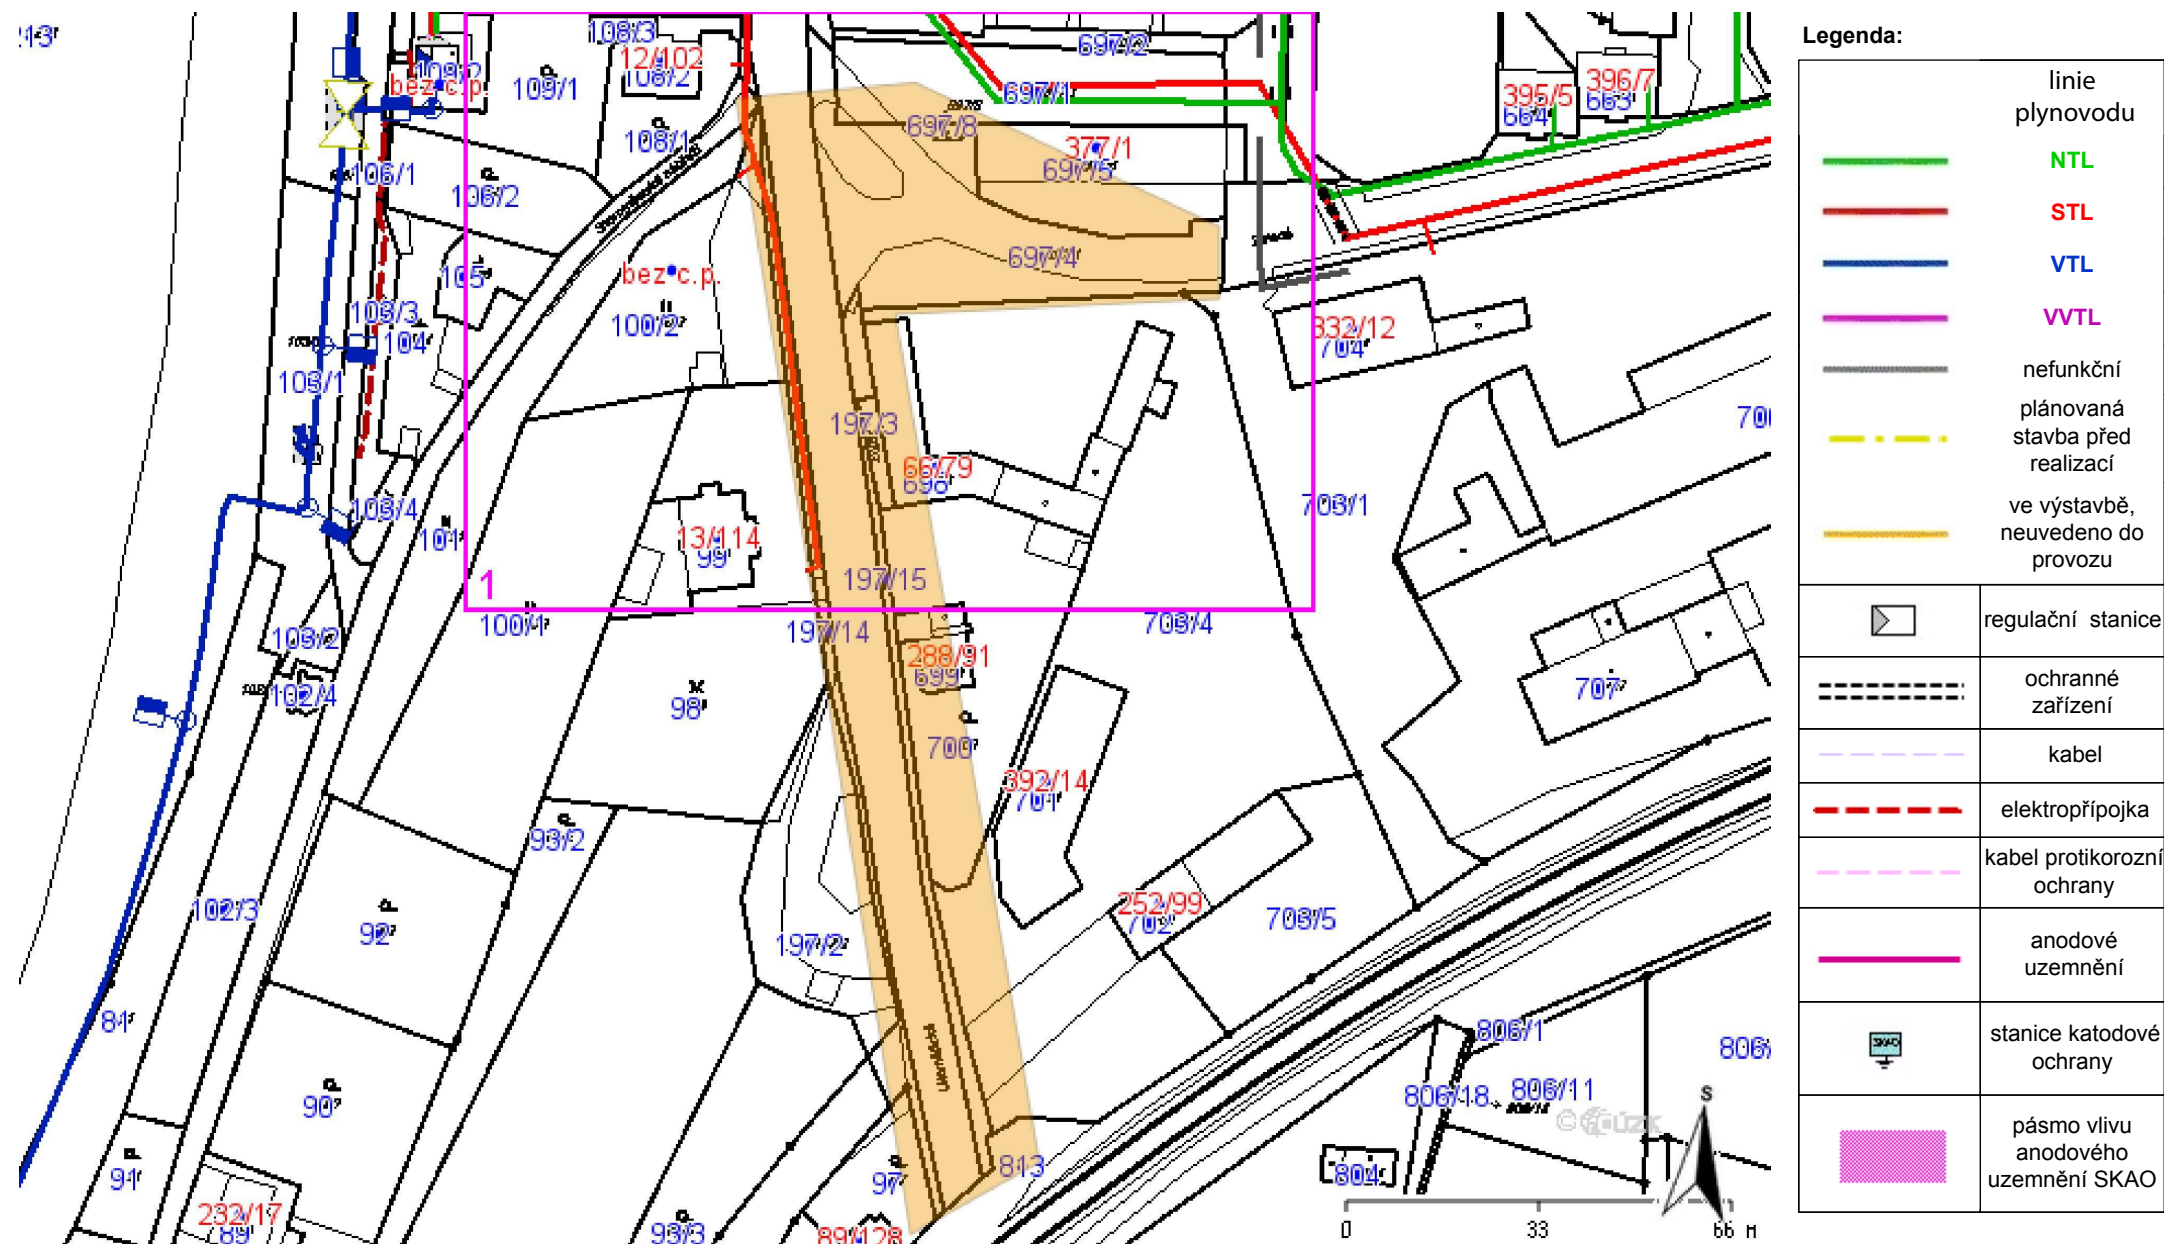 Legenda:
linie
plynovodu
NTL
STL
VTL
VVTL
nefunkční
plánovaná
stavba před
realizací
ve výstavbě,
neuvedeno do
provozu
regulační stanice
ochranné
zařízení
kabel
elektropřípojka
kabel protikorozní
ochrany
anodové
uzemnění
SKAO
stanice katodové
ochrany
pásmo vlivu
anodového
uzemnění SKAO
108/3
12/102
108/2
697/2
109/2
bez c.p.
109/1
697/1
395/5
664
396/7
663
108/1
697/8
377/1
697/5
106/1
106/2
105
bez c.p.
697/4
100/2
103/3
104
332/12
704
103/1
197/3
66/79
698
703/1
103/4
101
13/114
99
197/15
1
100/1
197/14
703/4
103/2
288/91
699
102/4
98
707
700
392/14
701
93/2
102/3
92
252/99
702
703/5
197/2
81
806/1
90
806/18
806/11
813
804
91
97
232/17
89
93/3
89/128
S
0 33 66 M